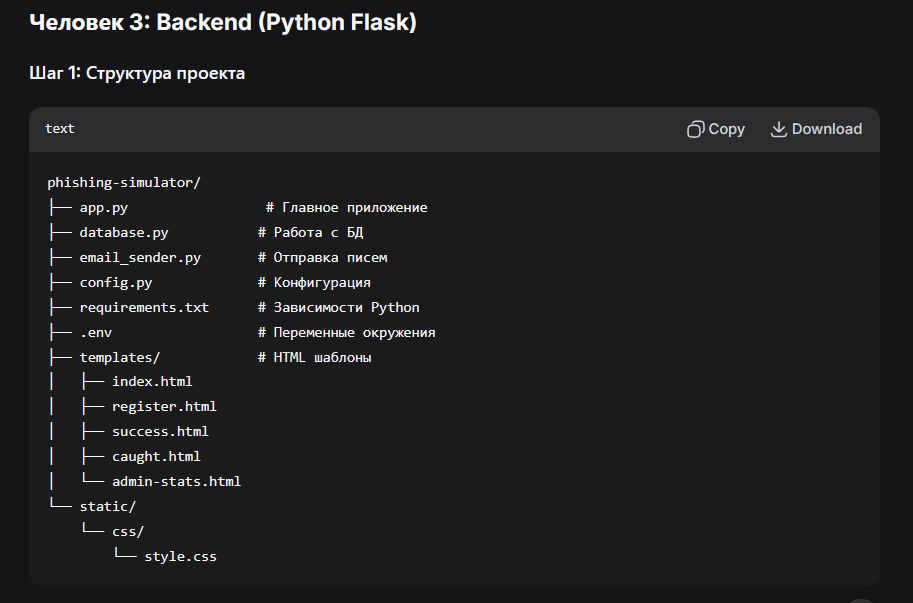 Человек 3: Backend (Python Flask)
Шаг 1: Структура проекта
text Copy Download
phishing-simulator/
├── app.py                 # Главное приложение
├── database.py           # Работа с БД
├── email_sender.py       # Отправка писем
├── config.py             # Конфигурация
├── requirements.txt      # Зависимости Python
├── .env                  # Переменные окружения
├── templates/            # HTML шаблоны
│   ├── index.html
│   ├── register.html
│   ├── success.html
│   ├── caught.html
│   └── admin-stats.html
└── static/
    └── css/
        └── style.css